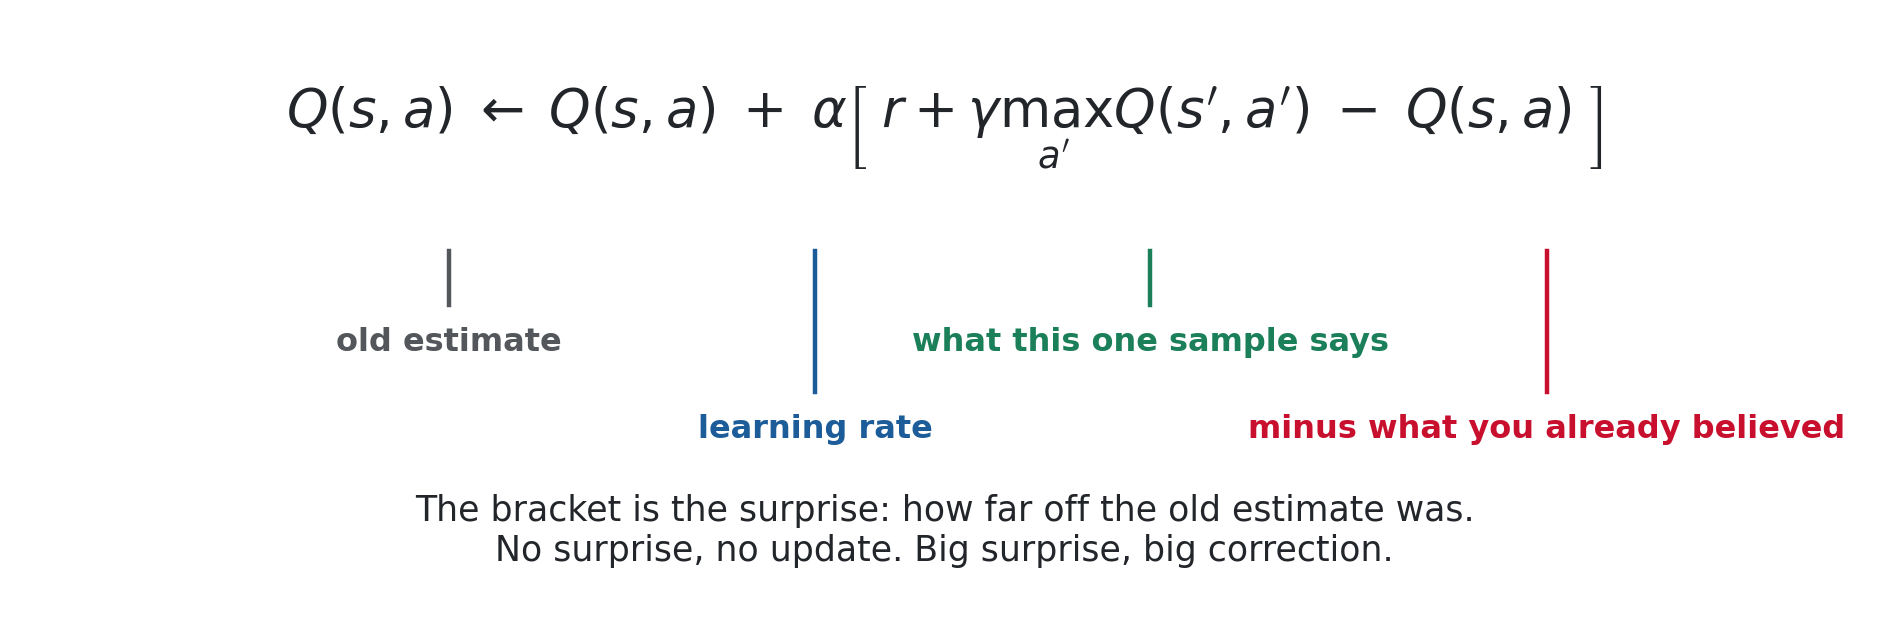 Q(s, a) ← Q(s, a) + α[ r + γ max Q(s′, a′) − Q(s, a) ]
a′
old estimate
what this one sample says
learning rate
minus what you already believed
The bracket is the surprise: how far off the old estimate was.
No surprise, no update. Big surprise, big correction.